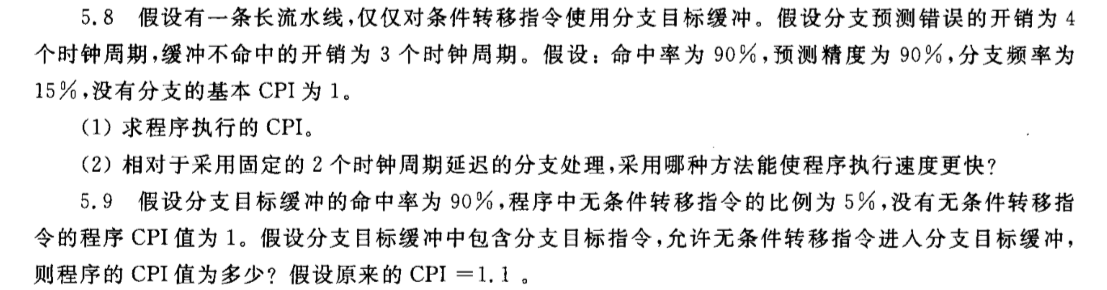 5.8 假设有一条长流水线,仅仅对条件转移指令使用分支目标缓冲。假设分支预测错误的开销为 4
个时钟周期,缓冲不命中的开销为 3 个时钟周期。假设：命中率为 90%,预测精度为 90%,分支频率为
15%,没有分支的基本 CPI 为 1。
(1) 求程序执行的 CPI。
(2) 相对于采用固定的 2 个时钟周期延迟的分支处理,采用哪种方法能使程序执行速度更快?
5.9 假设分支目标缓冲的命中率为 90%,程序中无条件转移指令的比例为 5%,没有无条件转移指
令的程序 CPI 值为 1。假设分支目标缓冲中包含分支目标指令,允许无条件转移指令进入分支目标缓冲,
则程序的 CPI 值为多少? 假设原来的 CPI =1.1 。